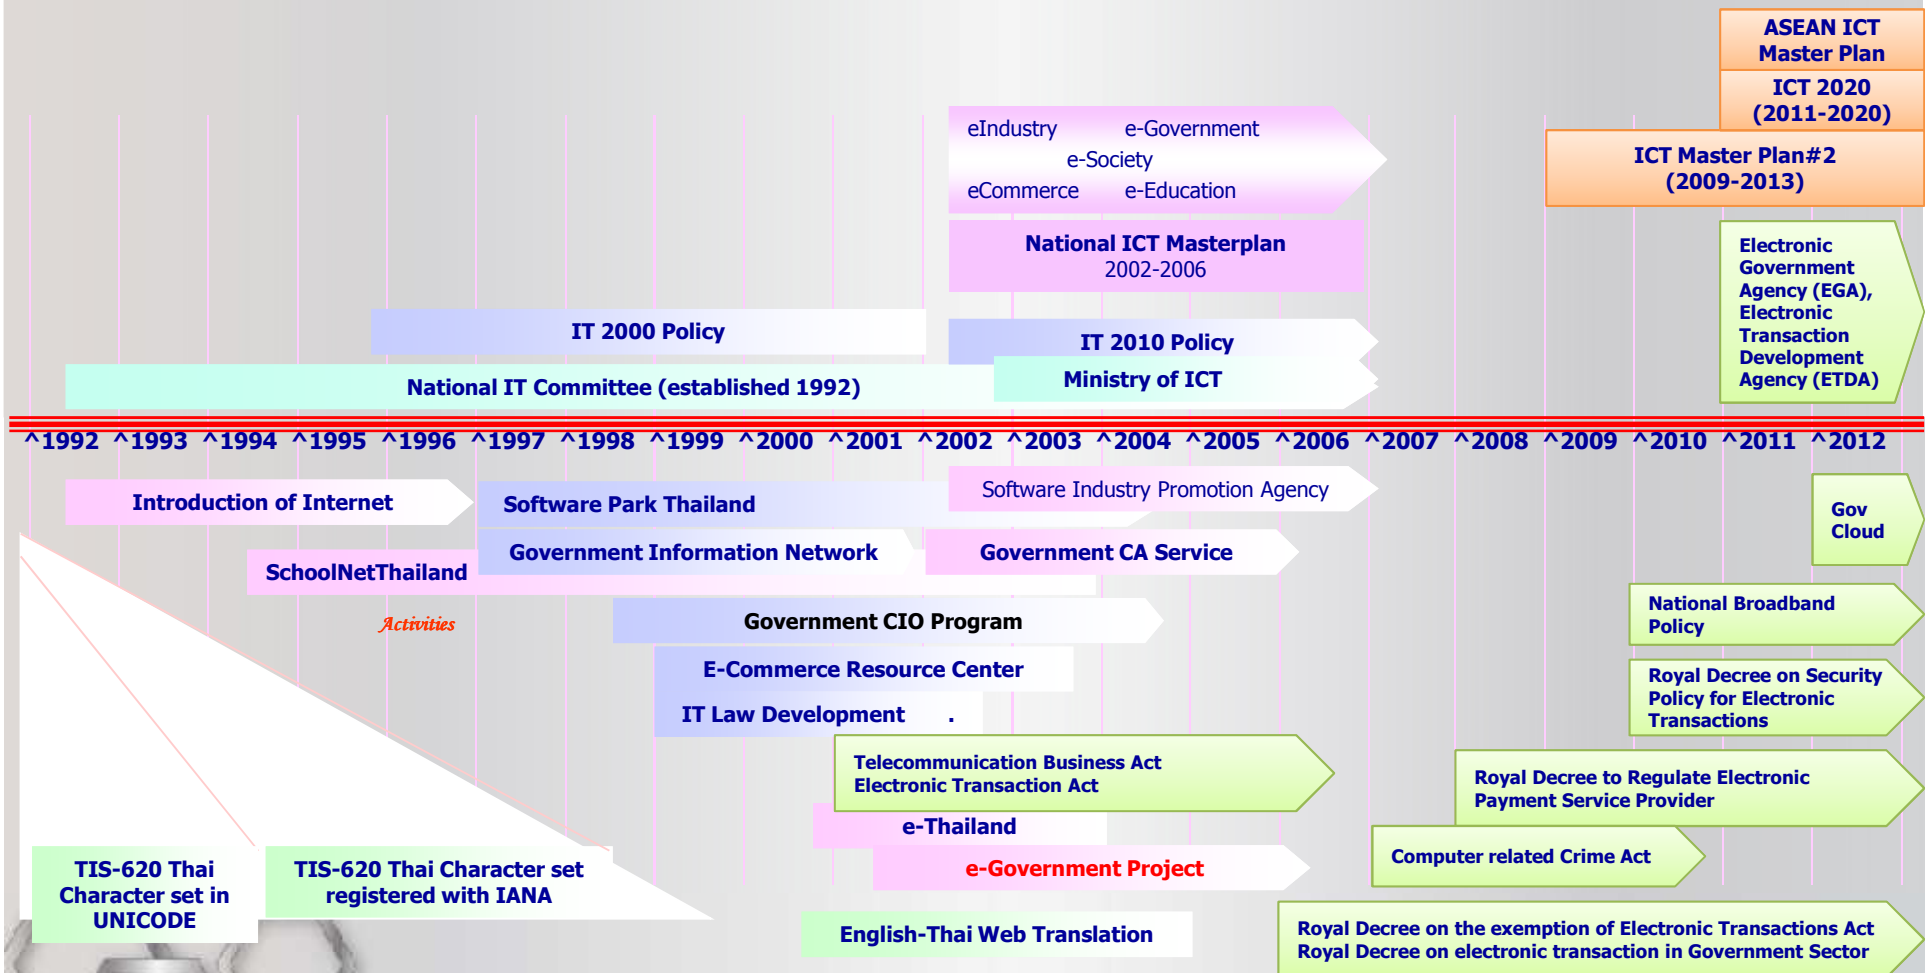 ASEAN ICT
Master Plan
ICT 2020
(2011-2020)
ICT Master Plan#2
(2009-2013)
eIndustry e-Government
e-Society
eCommerce e-Education
National ICT Masterplan
2002-2006
Electronic
Government
Agency (EGA),
Electronic
Transaction
Development
Agency (ETDA)
IT 2000 Policy
IT 2010 Policy
National IT Committee (established 1992)
Ministry of ICT
^1992 ^1993 ^1994 ^1995 ^1996 ^1997 ^1998 ^1999 ^2000 ^2001 ^2002 ^2003 ^2004 ^2005 ^2006 ^2007 ^2008 ^2009 ^2010 ^2011 ^2012
Introduction of Internet
Software Park Thailand
Software Industry Promotion Agency
Gov
Cloud
Government Information Network
Government CA Service
SchoolNetThailand
Activities
Government CIO Program
National Broadband
Policy
E-Commerce Resource Center
Royal Decree on Security
Policy for Electronic
Transactions
IT Law Development .
Telecommunication Business Act
Electronic Transaction Act
Royal Decree to Regulate Electronic
Payment Service Provider
e-Thailand
Computer related Crime Act
e-Government Project
TIS-620 Thai
Character set in
UNICODE
TIS-620 Thai Character set
registered with IANA
English-Thai Web Translation
Royal Decree on the exemption of Electronic Transactions Act
Royal Decree on electronic transaction in Government Sector